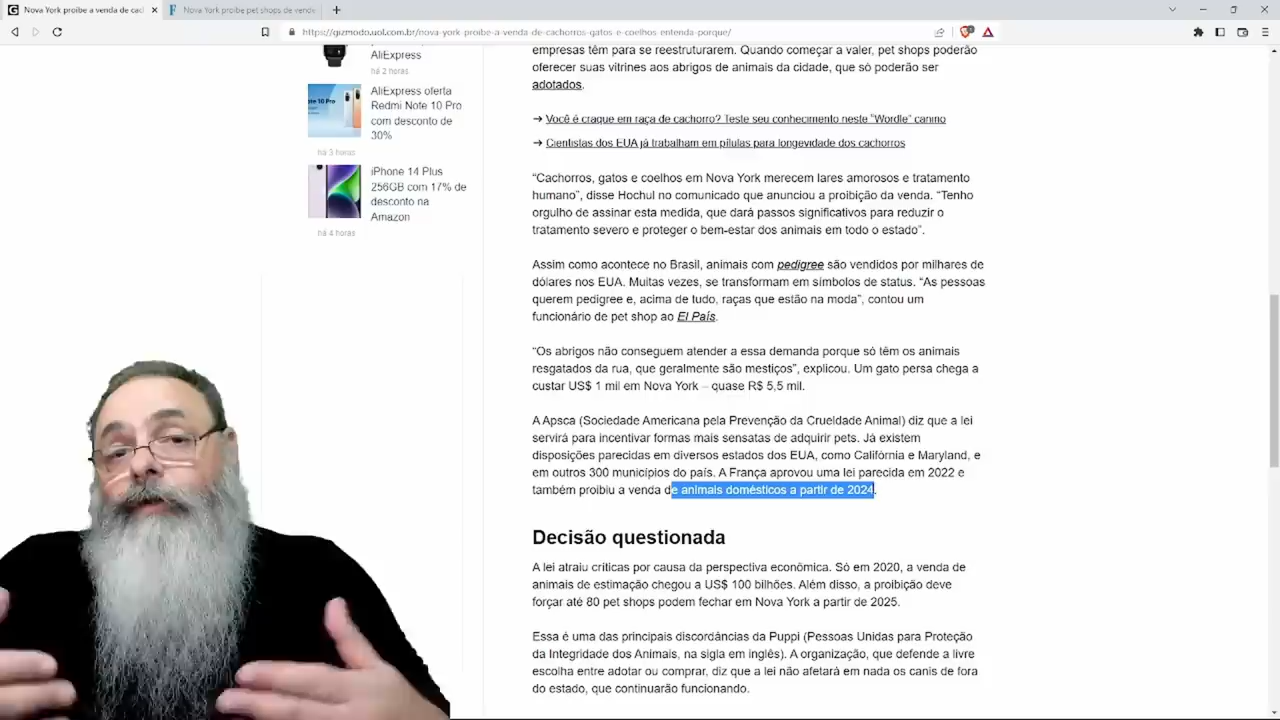 Nova York proíbe a venda de cac
Nova York proíbe pet shops de vende
https://gizmodo.uol.com.br/nova-york-proibe-a-venda-de-cachorros-gatos-e-coelhos-entenda-porque/
AliExpress
há 2 horas
AliExpress oferta
Redmi Note 10 Pro
com desconto de
30%
há 3 horas
iPhone 14 Plus
256GB com 17% de
desconto na
Amazon
há 4 horas
empresas têm para se reestruturarem. Quando começar a valer, pet shops poderão
oferecer suas vitrines aos abrigos de animais da cidade, que só poderão ser
adotados.
→ Você é craque em raça de cachorro? Teste seu conhecimento neste “Wordle” canino
→ Cientistas dos EUA já trabalham em pílulas para longevidade dos cachorros
“Cachorros, gatos e coelhos em Nova York merecem lares amorosos e tratamento
humano”, disse Hochul no comunicado que anunciou a proibição da venda. “Tenho
orgulho de assinar esta medida, que dará passos significativos para reduzir o
tratamento severo e proteger o bem-estar dos animais em todo o estado”.
Assim como acontece no Brasil, animais com pedigree são vendidos por milhares de
dólares nos EUA. Muitas vezes, se transformam em símbolos de status. “As pessoas
querem pedigree e, acima de tudo, raças que estão na moda”, contou um
funcionário de pet shop ao El País.
“Os abrigos não conseguem atender a essa demanda porque só têm os animais
resgatados da rua, que geralmente são mestiços”, explicou. Um gato persa chega a
custar US$ 1 mil em Nova York – quase R$ 5,5 mil.
A Apsca (Sociedade Americana pela Prevenção da Crueldade Animal) diz que a lei
servirá para incentivar formas mais sensatas de adquirir pets. Já existem
disposições parecidas em diversos estados dos EUA, como Califórnia e Maryland, e
em outros 300 municípios do país. A França aprovou uma lei parecida em 2022 e
também proibiu a venda de animais domésticos a partir de 2024.
Decisão questionada
A lei atraiu críticas por causa da perspectiva econômica. Só em 2020, a venda de
animais de estimação chegou a US$ 100 bilhões. Além disso, a proibição deve
forçar até 80 pet shops podem fechar em Nova York a partir de 2025.
Essa é uma das principais discordâncias da Puppi (Pessoas Unidas para Proteção
da Integridade dos Animais, na sigla em inglês). A organização, que defende a livre
escolha entre adotar ou comprar, diz que a lei não afetará em nada os canis de fora
do estado, que continuarão funcionando.